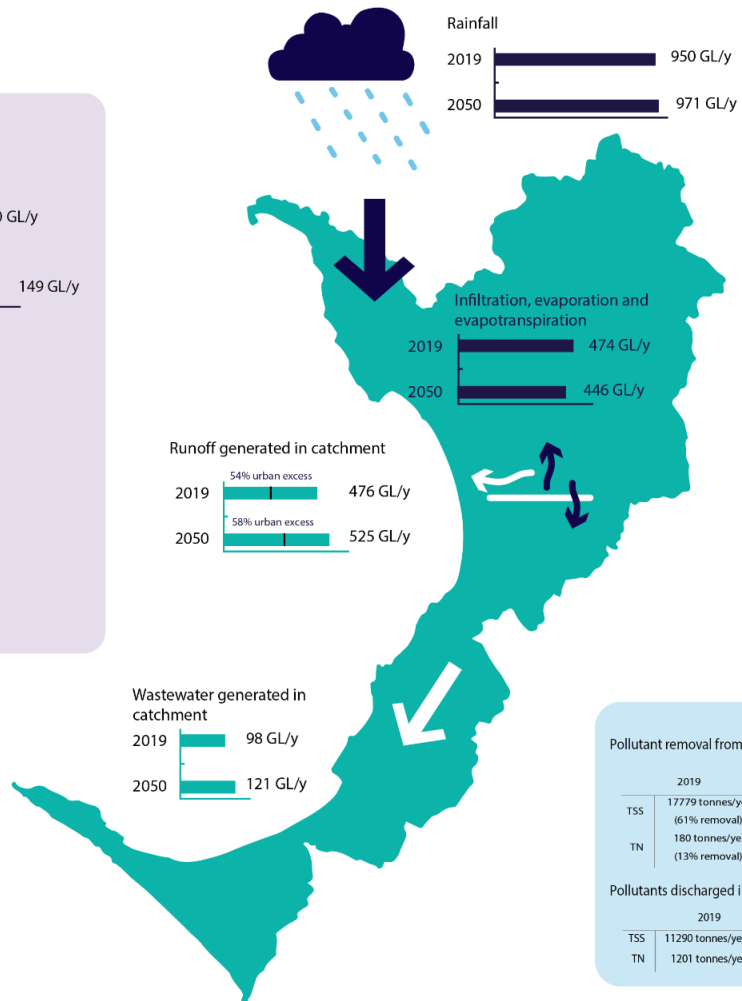 Rainfall
2019 950 GL/y
2050 971 GL/y
GL/y
149 GL/y
Infiltration, evaporation and
evapotranspiration
2019 474 GL/y
2050 446 GL/y
Runoff generated in catchment
54% urban excess
2019 476 GL/y
58% urban excess
2050 525 GL/y
Wastewater generated in
catchment
2019 98 GL/y
2050 121 GL/y
Pollutant removal from
2019
TSS 17779 tonnes/ye
(61% removal)
TN 180 tonnes/ye
(13% removal)
Pollutants discharged i
2019
TSS 11290 tonnes/ye
TN 1201 tonnes/ye